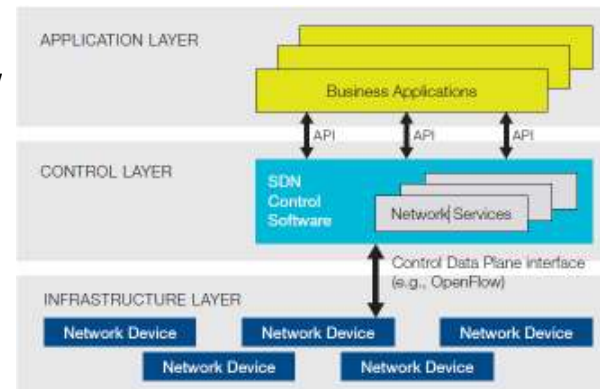 APPLICATION LAYER
Business Applications
API
API
API
CONTROL LAYER
SDN
Control
Software
Network Services
Control Data Plane interface
(e.g., OpenFlow)
INFRASTRUCTURE LAYER
Network Device
Network Device
Network Device
Network Device
Network Device